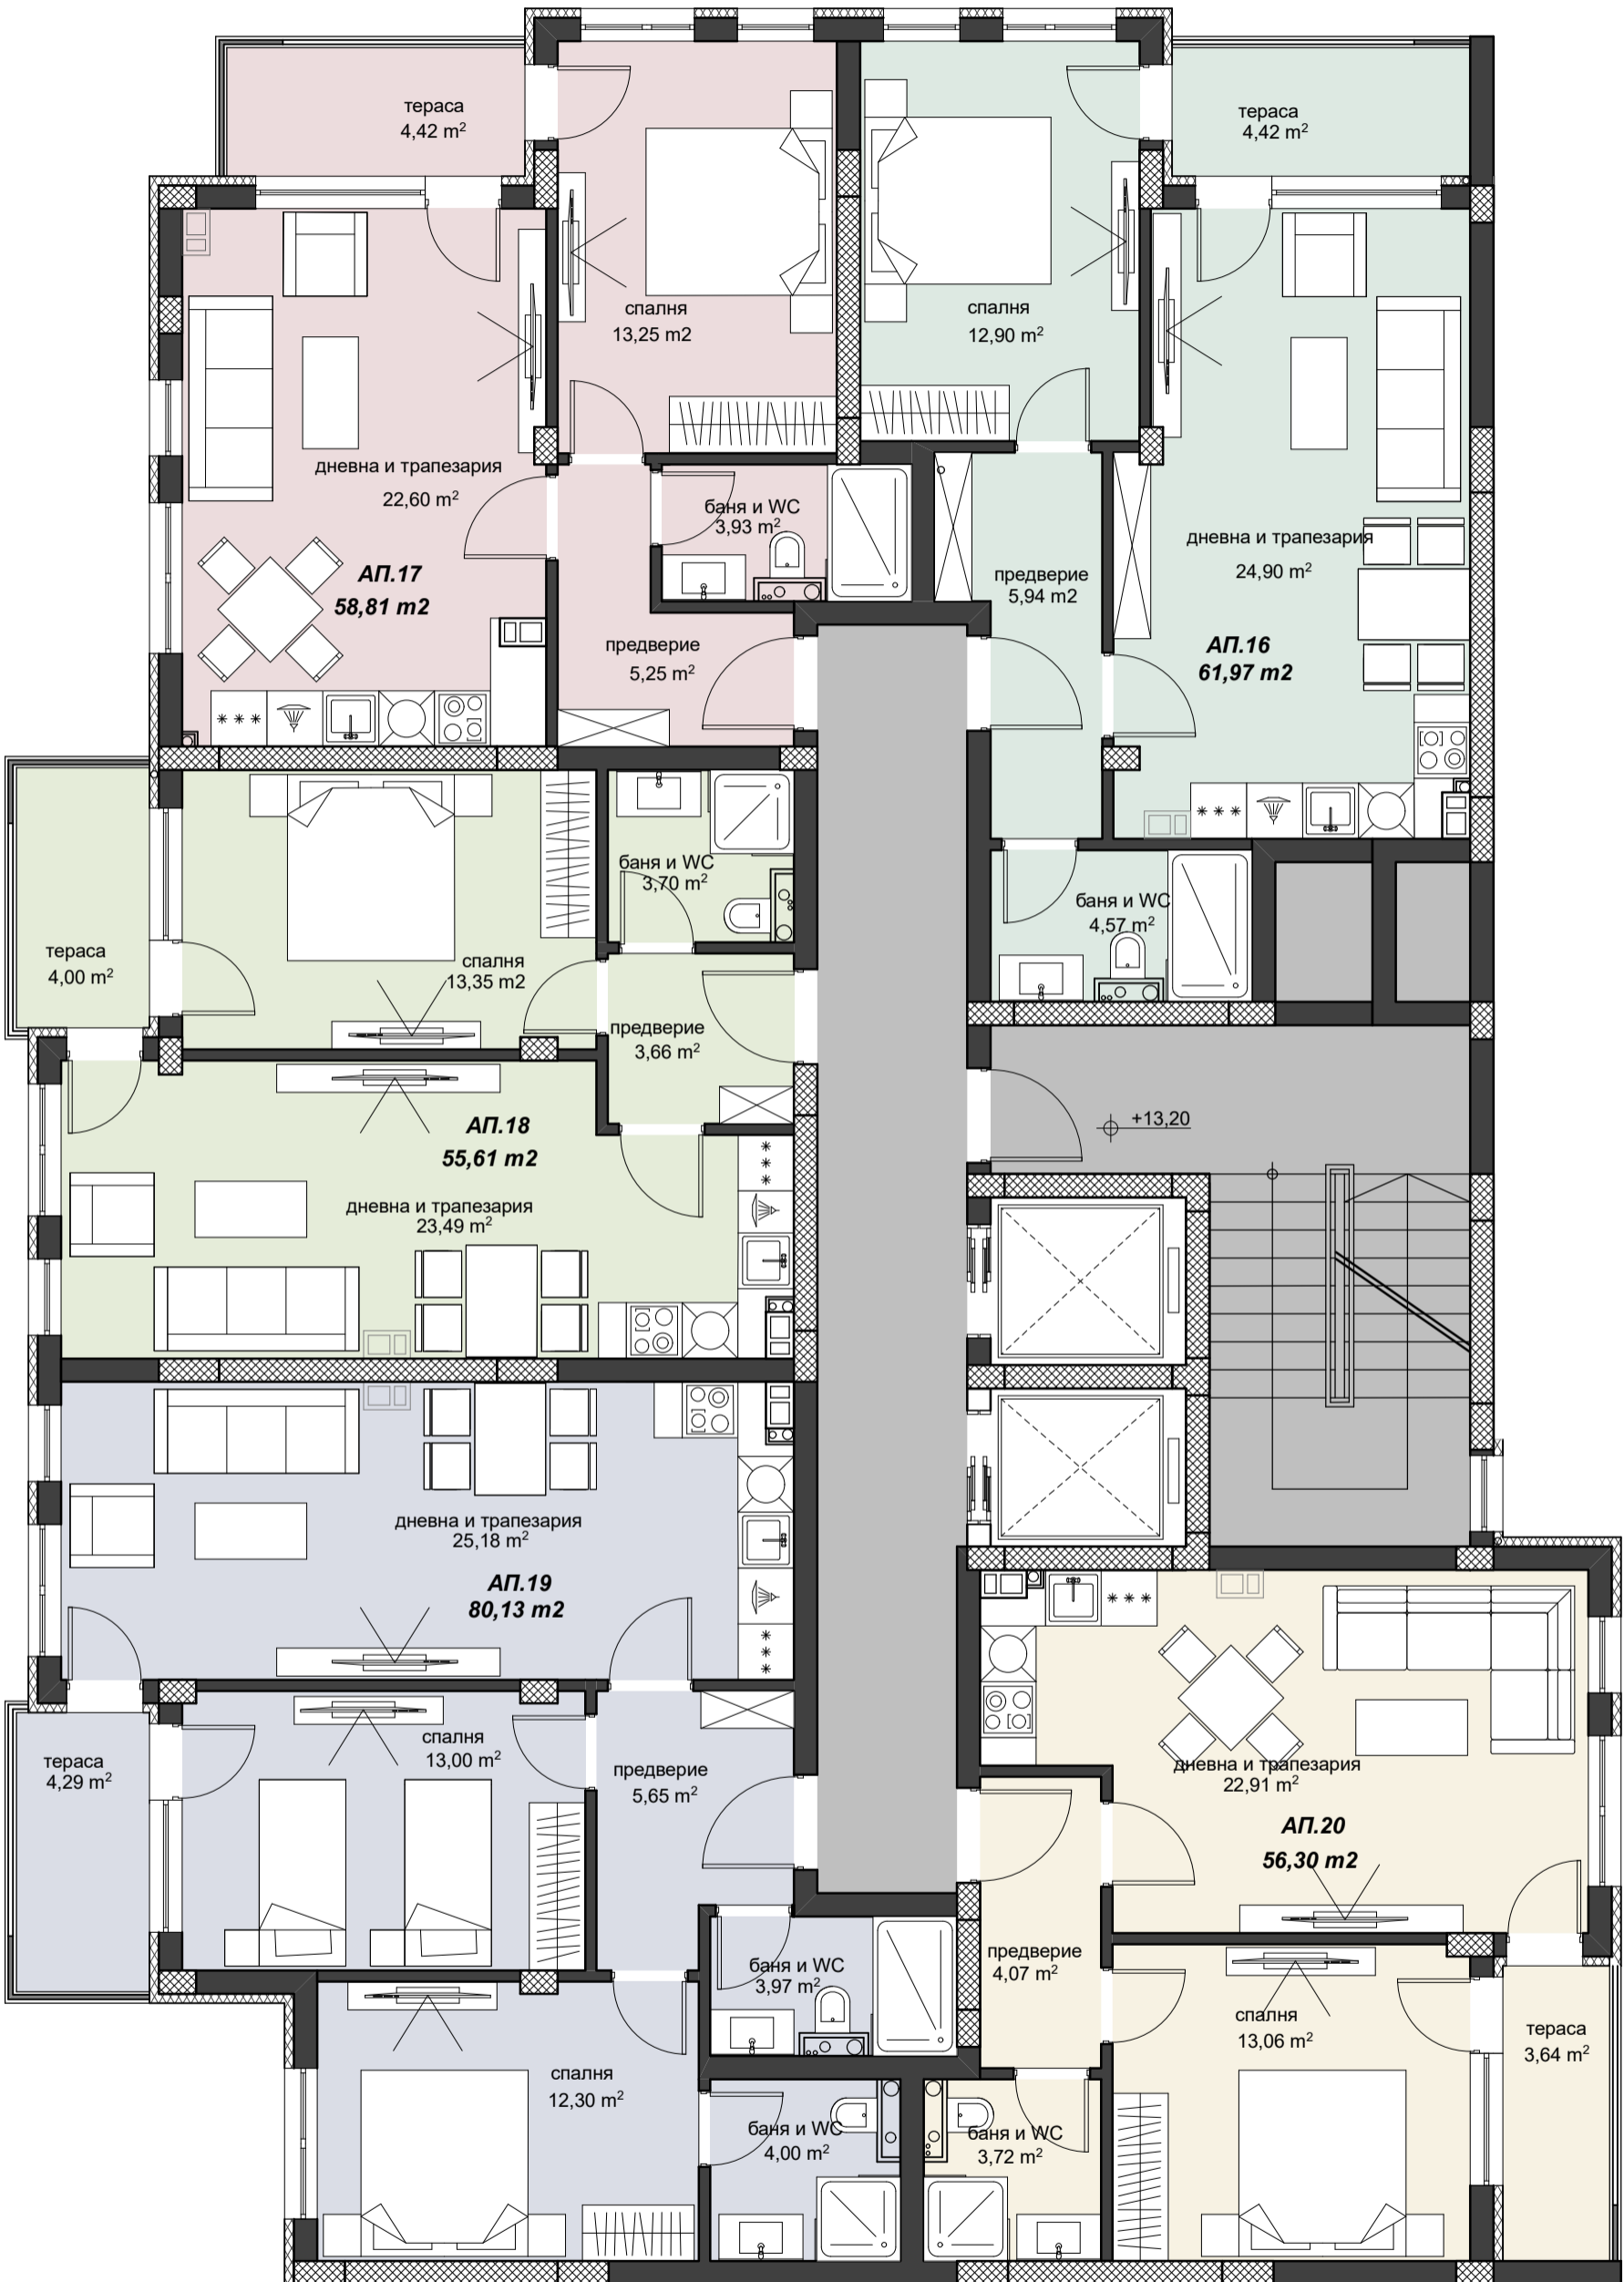 тераса
4,42 m²
тераса
4,42 m²
спалня
13,25 m2
спалня
12,90 m²
дневна и трапезария
22,60 m²
баня и WC
3,93 m²
дневна и трапезария
24,90 m²
АП.17
58,81 m2
предверие
5,94 m2
предверие
5,25 m²
АП.16
61,97 m2
баня и WC
3,70 m²
баня и WC
4,57 m²
тераса
4,00 m²
спалня
13,35 m2
предверие
3,66 m²
+13,20
АП.18
55,61 m2
дневна и трапезария
23,49 m²
дневна и трапезария
25,18 m²
АП.19
80,13 m2
спалня
13,00 m²
тераса
4,29 m²
предверие
5,65 m²
дневна и трапезария
22,91 m²
АП.20
56,30 m2
баня и WC
3,97 m²
предверие
4,07 m²
спалня
13,06 m²
тераса
3,64 m²
спалня
12,30 m²
баня и WC
4,00 m²
баня и WC
3,72 m²